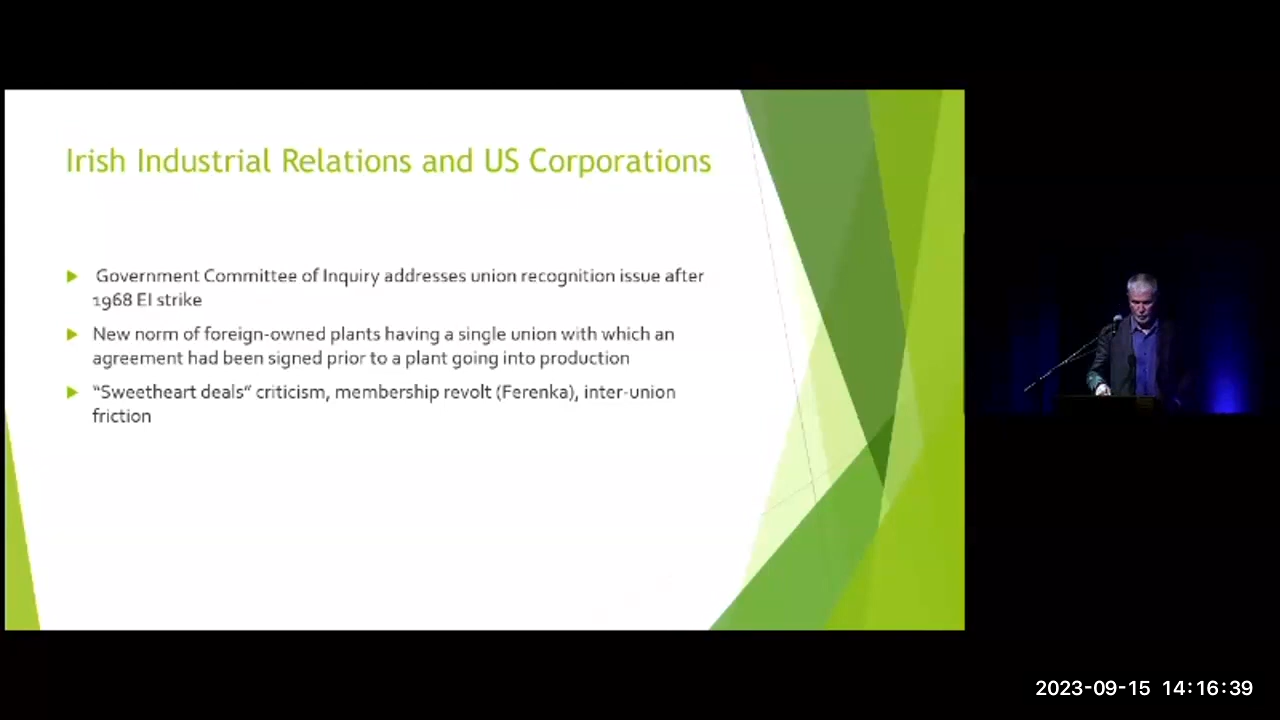 Irish Industrial Relations and US Corporations
Government Committee of Inquiry addresses union recognition issue after
1968 EI strike
New norm of foreign-owned plants having a single union with which an
agreement had been signed prior to a plant going into production
“Sweetheart deals” criticism, membership revolt (Ferenka), inter-union
friction
2023-09-15 14:16:39